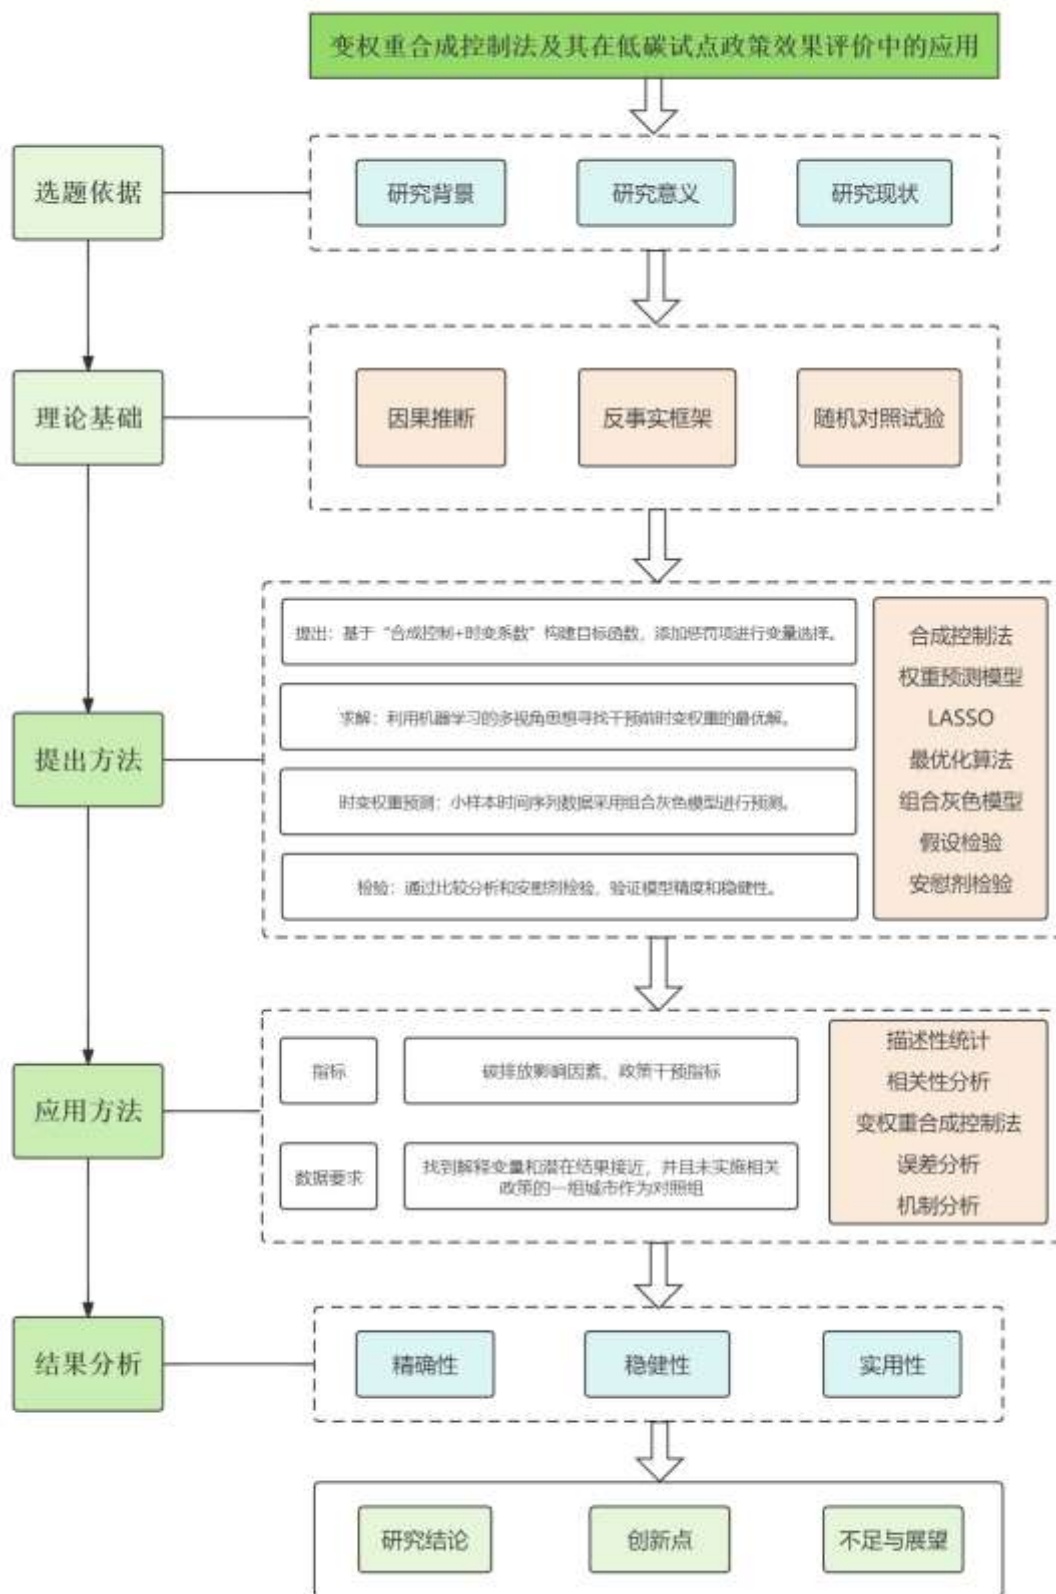 变权重合成控制法及其在低碳试点政策效果评价中的应用
选题依据
研究背景
研究意义
研究现状
理论基础
因果推断
反事实框架
随机对照试验
提出方法
提出：基于“合成控制+时变系数”构建目标函数，添加惩罚项进行变量选择。
求解：利用机器学习的多视角思想寻找干预前时变权重的最优解。
时变权重预测：小样本时间序列数据采用组合灰色模型进行预测。
检验：通过比较分析和安慰剂检验，验证模型精度和稳健性。
合成控制法
权重预测模型
LASSO
最优化算法
组合灰色模型
假设检验
安慰剂检验
应用方法
指标
碳排放影响因素、政策干预指标
数据要求
找到解释变量和潜在结果接近，并且未实施相关
政策的一组城市作为对照组
描述性统计
相关性分析
变权重合成控制法
误差分析
机制分析
结果分析
精确性
稳健性
实用性
研究结论
创新点
不足与展望